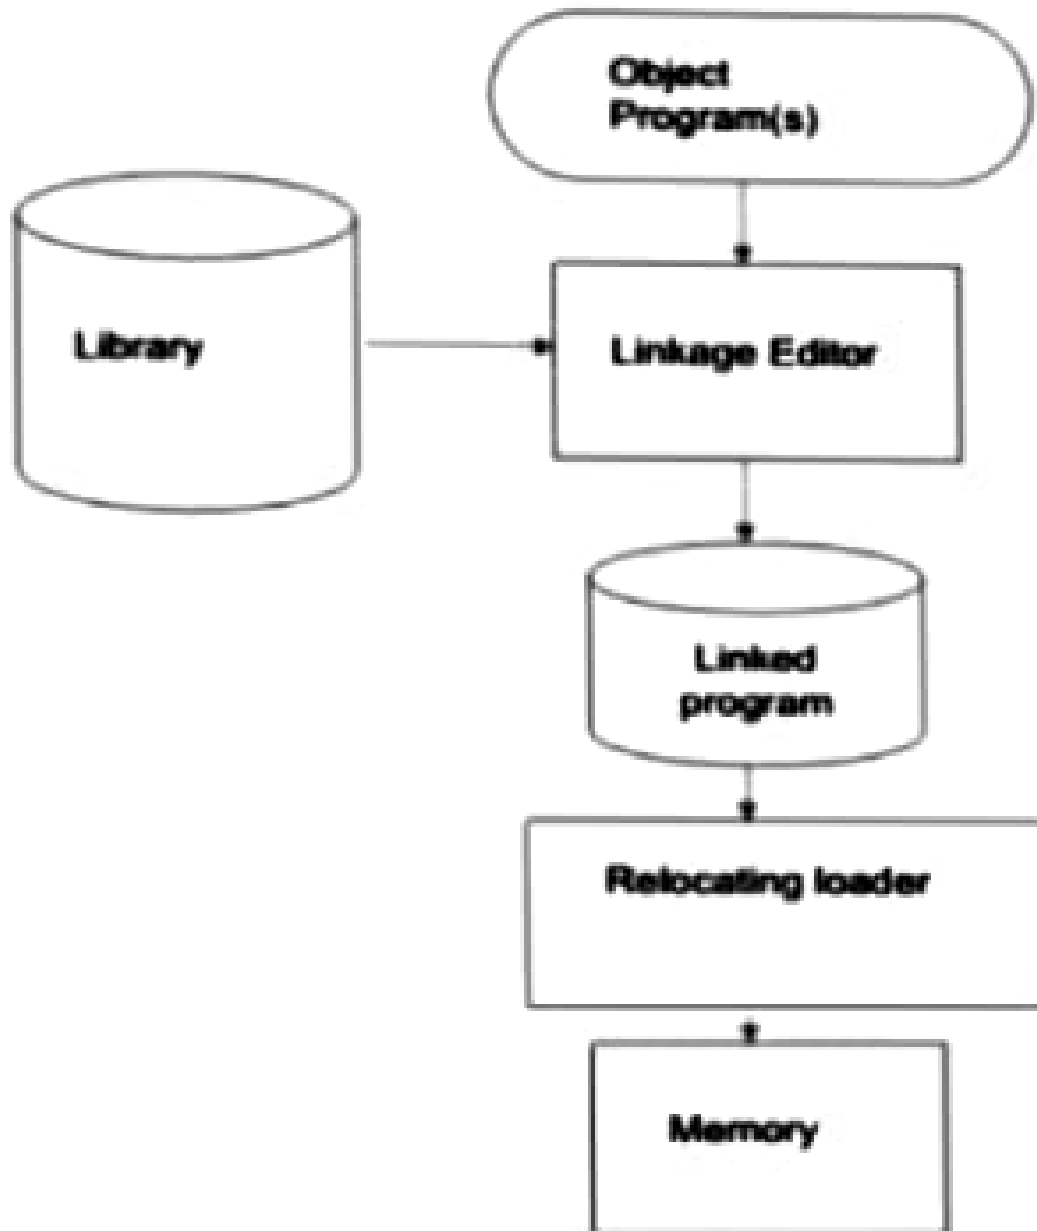 Object
Program(s)
Library
Linkage Editor
Linked
program
Relocating loader
Memory